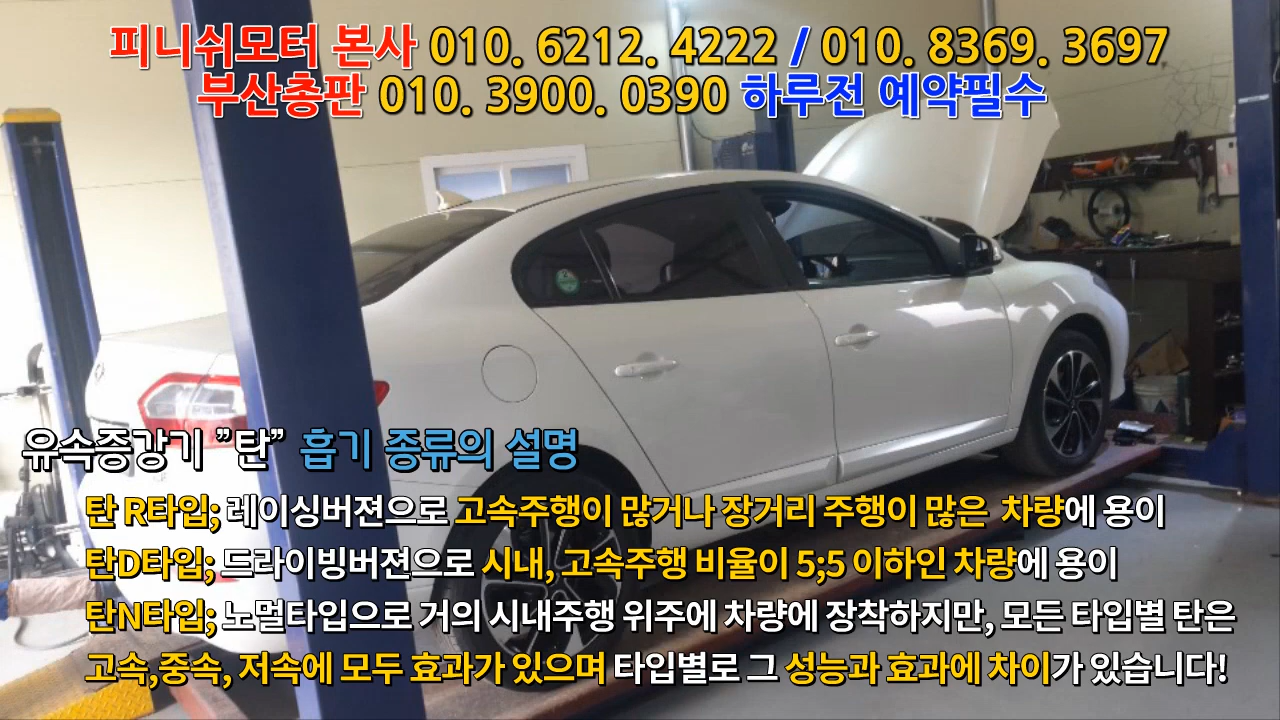 피니쉬모터 본사 010. 6212. 4222 / 010. 8369. 3697
부산총판 010. 3900. 0390 하루전 예약필수
유속증강기 ”탄” 흡기 종류의 설명
탄 R타입; 레이싱버젼으로 고속주행이 많거나 장거리 주행이 많은 차량에 용이
탄D타입; 드라이빙버젼으로 시내, 고속주행 비율이 5;5 이하인 차량에 용이
탄N타입; 노멀타입으로 거의 시내주행 위주에 차량에 장착하지만, 모든 타입별 탄은
고속,중속, 저속에 모두 효과가 있으며 타입별로 그 성능과 효과에 차이가 있습니다!